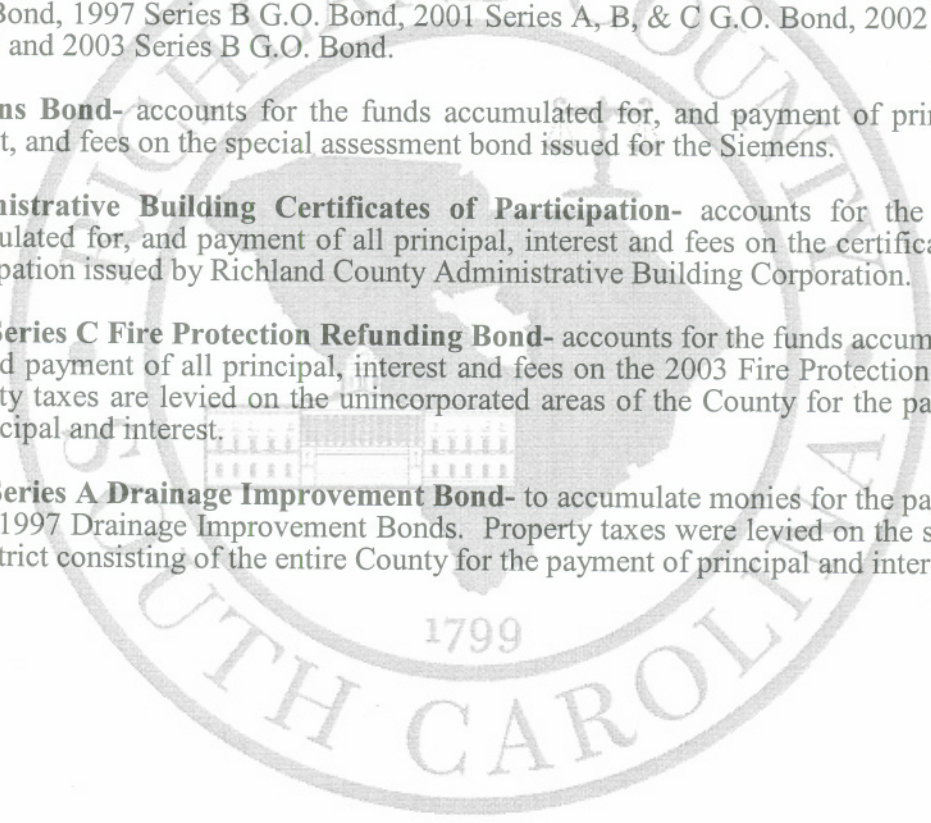 Bond, 1997 Series B G.O. Bond, 2001 Series A, B, & C G.O. Bond, 2002
and 2003 Series B G.O. Bond.
ns Bond- accounts for the funds accumulated for, and payment of prin
t, and fees on the special assessment bond issued for the Siemens.
nistrative Building Certificates of Participation- accounts for the
ulated for, and payment of all principal, interest and fees on the certifica
pation issued by Richland County Administrative Building Corporation.
Series C Fire Protection Refunding Bond- accounts for the funds accum
d payment of all principal, interest and fees on the 2003 Fire Protection
ty taxes are levied on the unincorporated areas of the County for the pa
cipal and interest.
Series A Drainage Improvement Bond- to accumulate monies for the pa
1997 Drainage Improvement Bonds. Property taxes were levied on the s
trict consisting of the entire County for the payment of principal and inter
RICHLAND COUNTY
1799
SOUTH CAROLINA